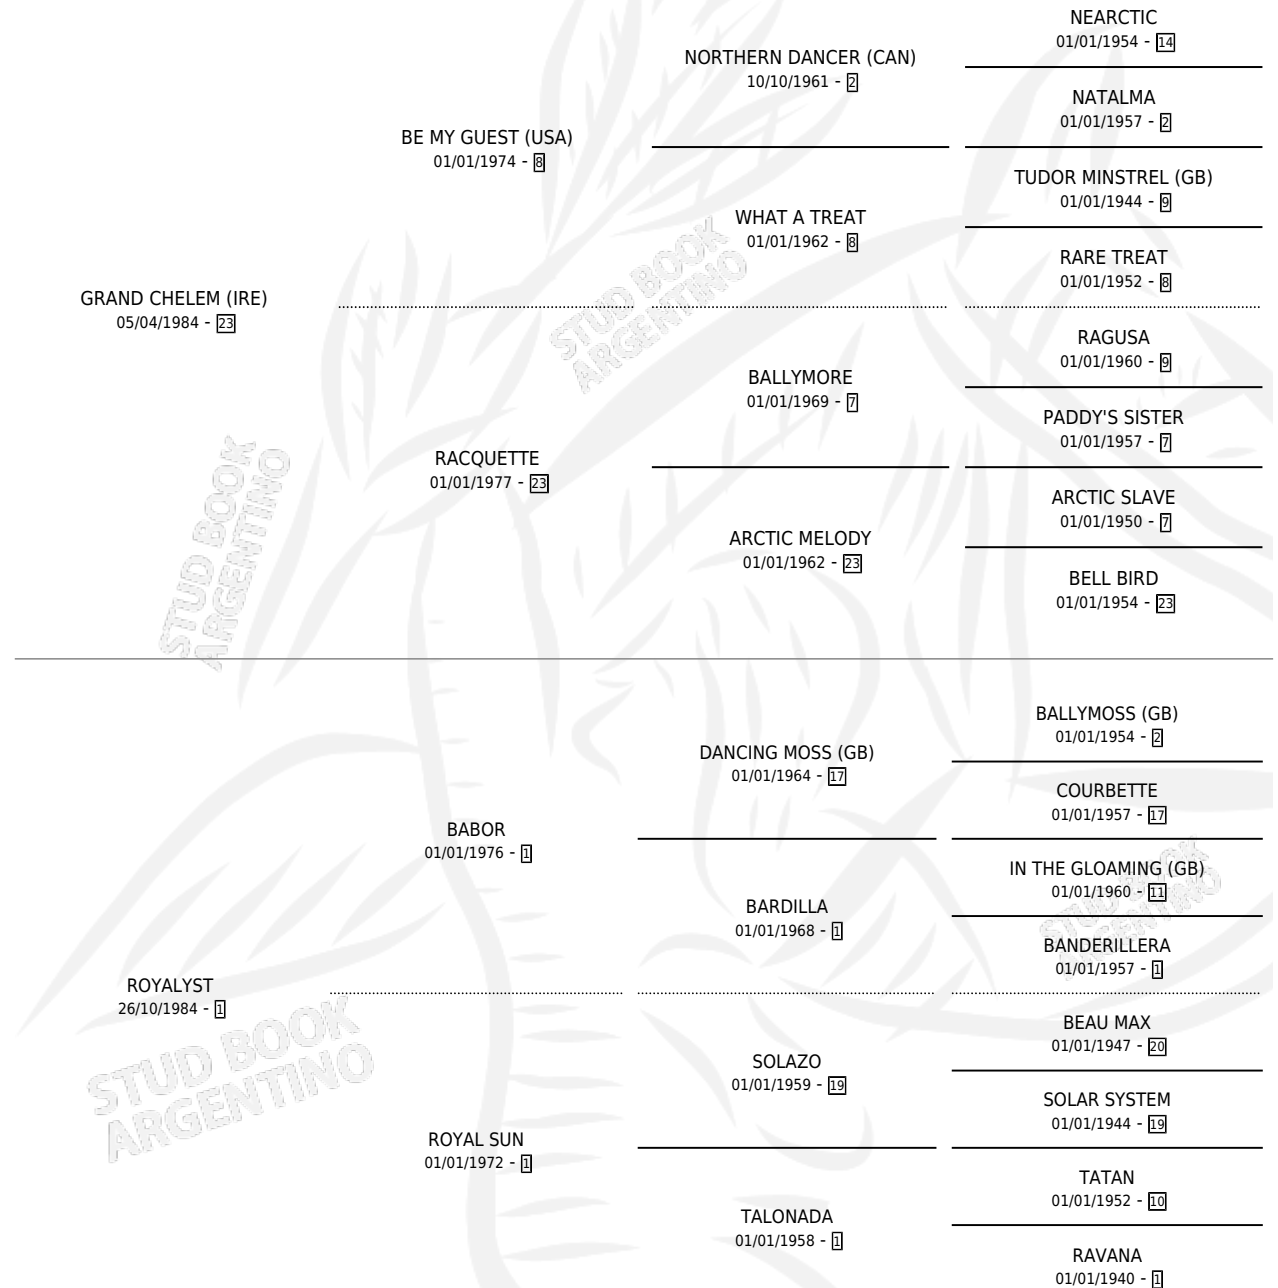 NEARCTIC
01/01/1954 - 14
NORTHERN DANCER (CAN)
10/10/1961 - 2
NATALMA
01/01/1957 - 2
BE MY GUEST (USA)
01/01/1974 - 8
TUDOR MINSTREL (GB)
01/01/1944 - 9
WHAT A TREAT
01/01/1962 - 8
RARE TREAT
01/01/1952 - 8
GRAND CHELEM (IRE)
05/04/1984 - 23
RAGUSA
01/01/1960 - 9
BALLYMORE
01/01/1969 - 7
PADDY'S SISTER
01/01/1957 - 7
RACQUETTE
01/01/1977 - 23
ARCTIC SLAVE
01/01/1950 - 7
ARCTIC MELODY
01/01/1962 - 23
BELL BIRD
01/01/1954 - 23
BALLYMOSS (GB)
01/01/1954 - 2
DANCING MOSS (GB)
01/01/1964 - 17
COURBETTE
01/01/1957 - 17
BABOR
01/01/1976 - 1
IN THE GLOAMING (GB)
01/01/1960 - 11
BARDILLA
01/01/1968 - 1
BANDERILLERA
01/01/1957 - 1
ROYALYST
26/10/1984 - 1
BEAU MAX
01/01/1947 - 20
SOLAZO
01/01/1959 - 19
SOLAR SYSTEM
01/01/1944 - 19
ROYAL SUN
01/01/1972 - 1
TATAN
01/01/1952 - 10
TALONADA
01/01/1958 - 1
RAVANA
01/01/1940 - 1
STUD BOOK
ARGENTINO
STUD BOOK
ARGENTINO
STUD BOOK
ARGENTINO
STUD BOOK
ARGENTINO